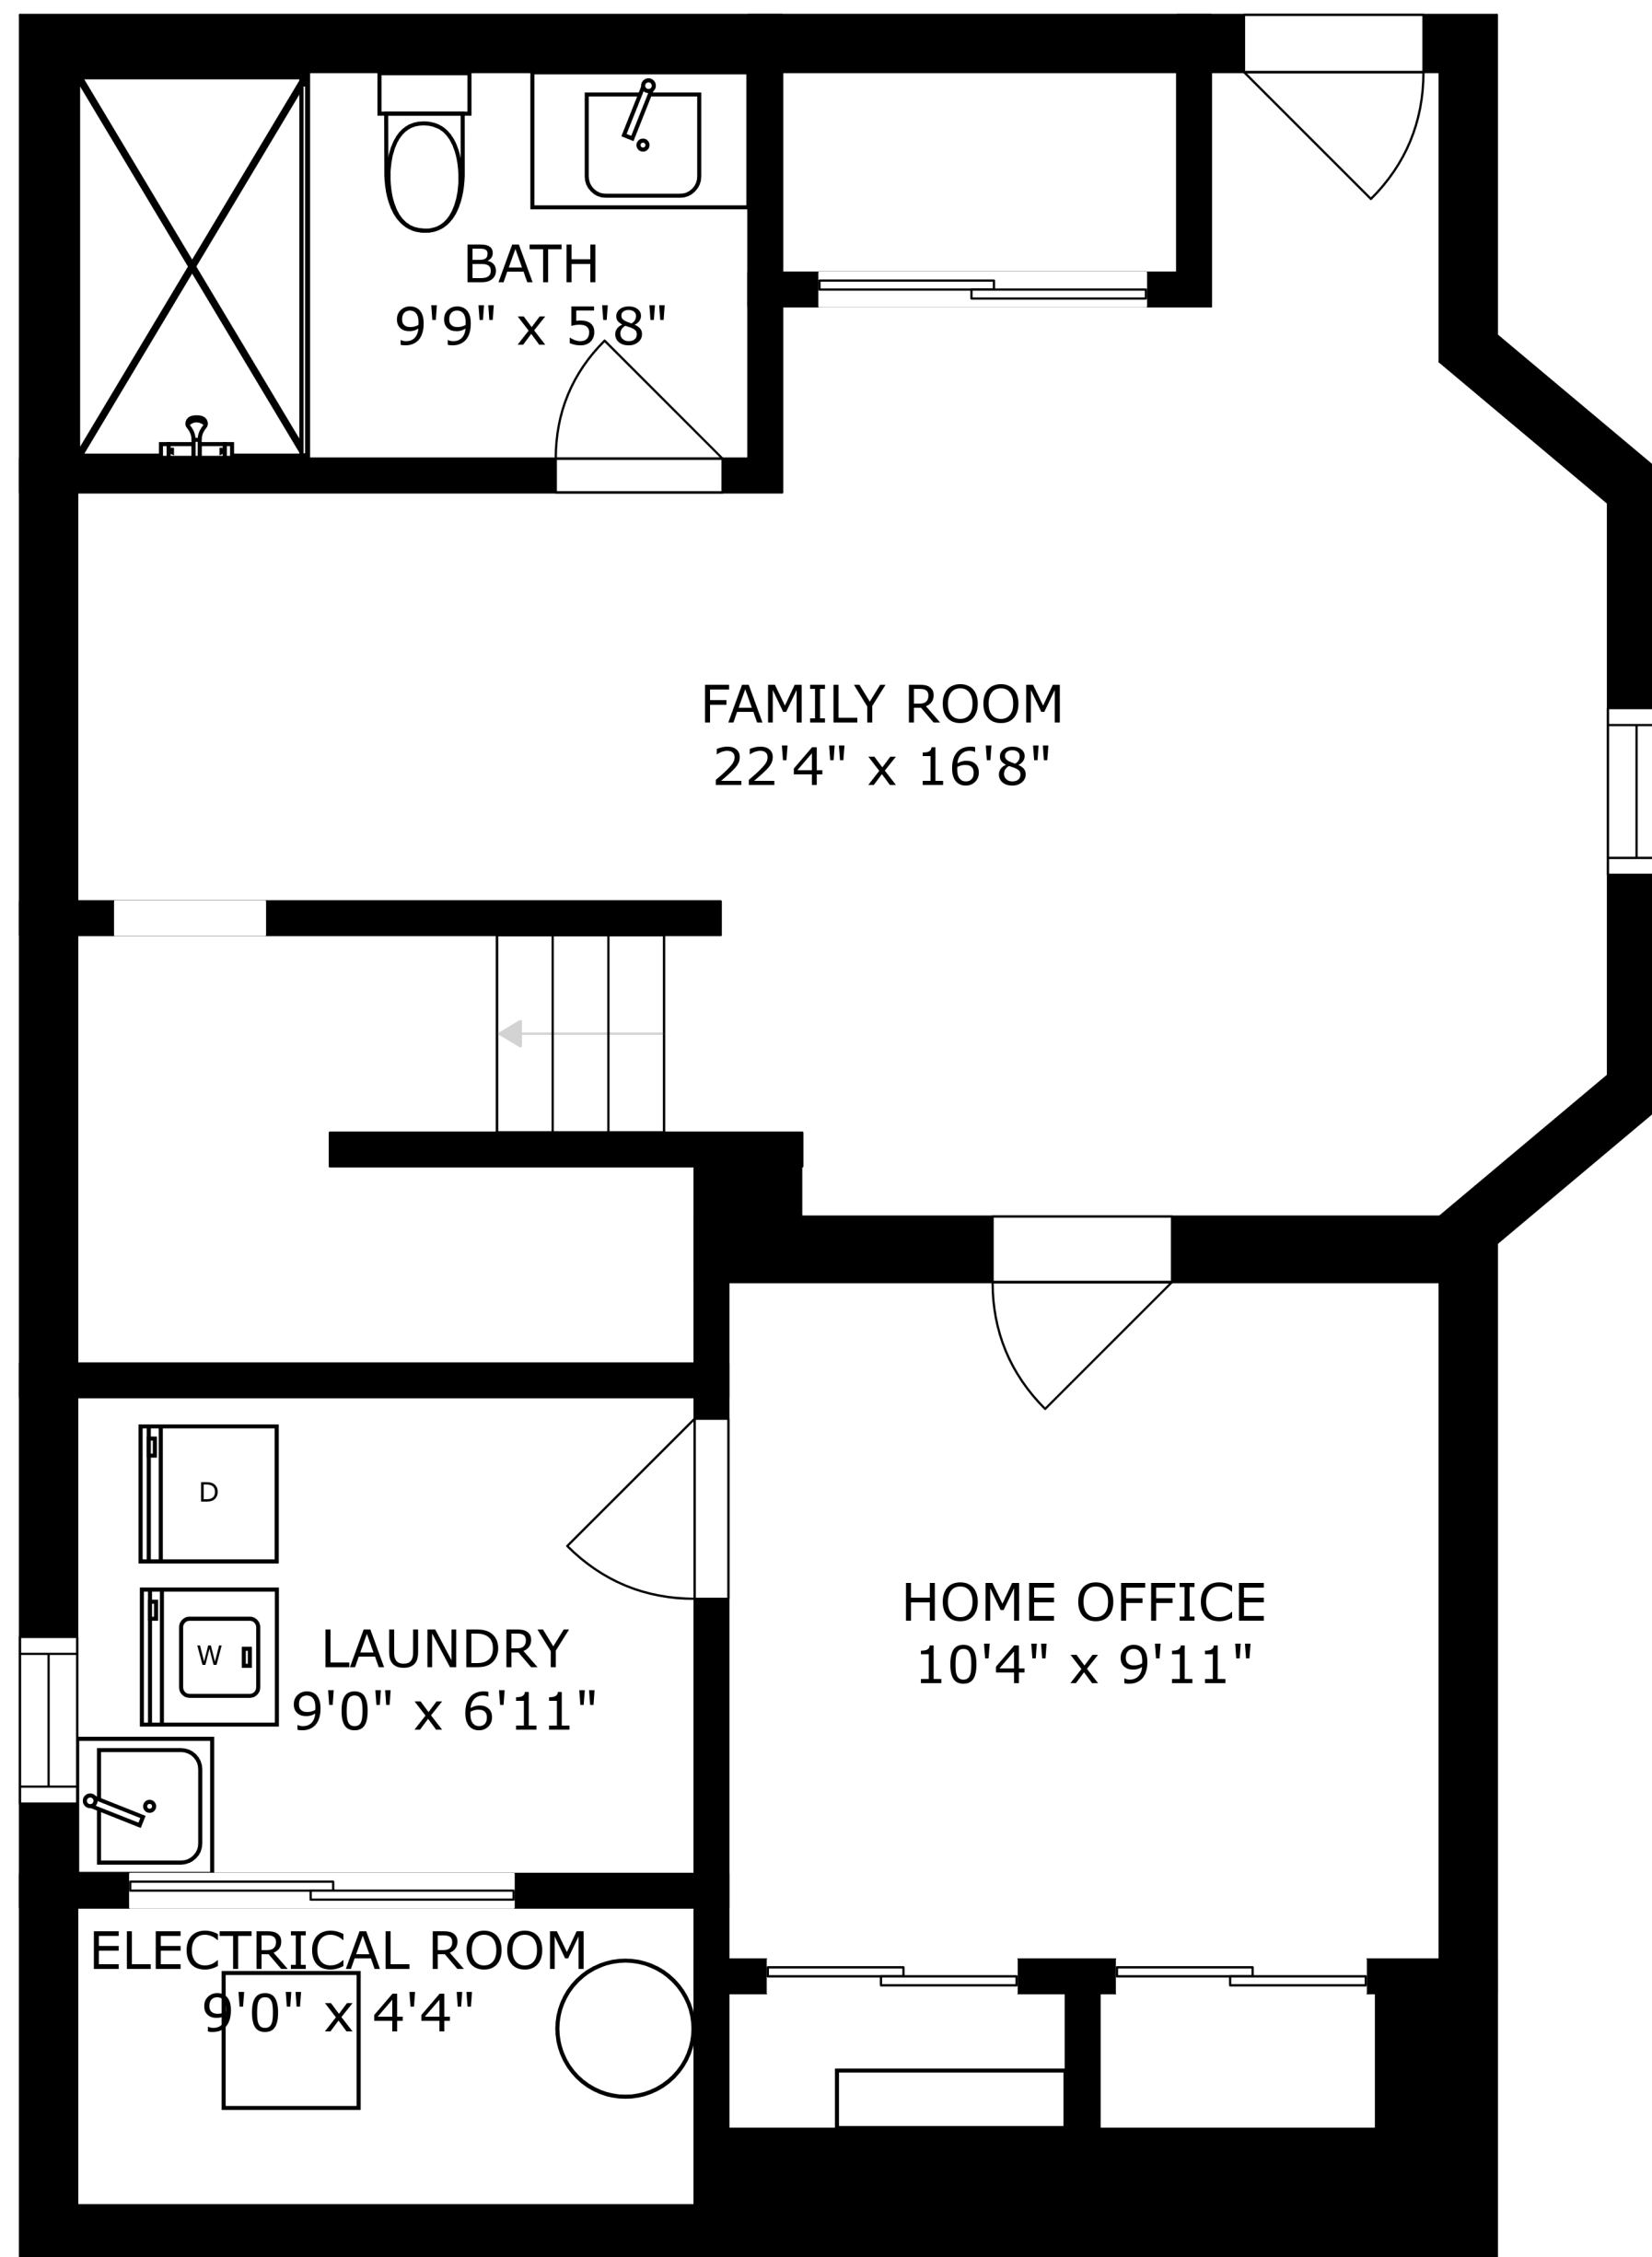 BATH
9'9" x 5'8"
FAMILY ROOM
22'4" x 16'8"
D
W
LAUNDRY
9'0" x 6'11"
HOME OFFICE
10'4" x 9'11"
ELECTRICAL ROOM
9'0" x 4'4"